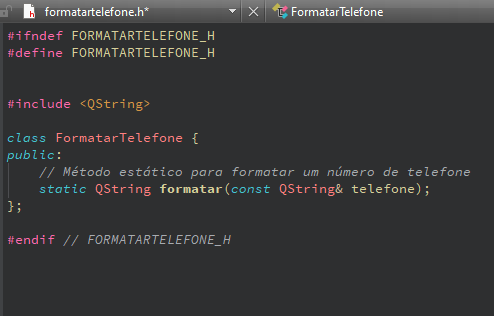 formatartelefone.h* FormatarTelefone
#ifndef FORMATARTELEFONE_H
#define FORMATARTELEFONE_H
#include <QString>
class FormatarTelefone {
public:
// Método estático para formatar um número de telefone
static QString formatar(const QString& telefone);
};
#endif // FORMATARTELEFONE_H